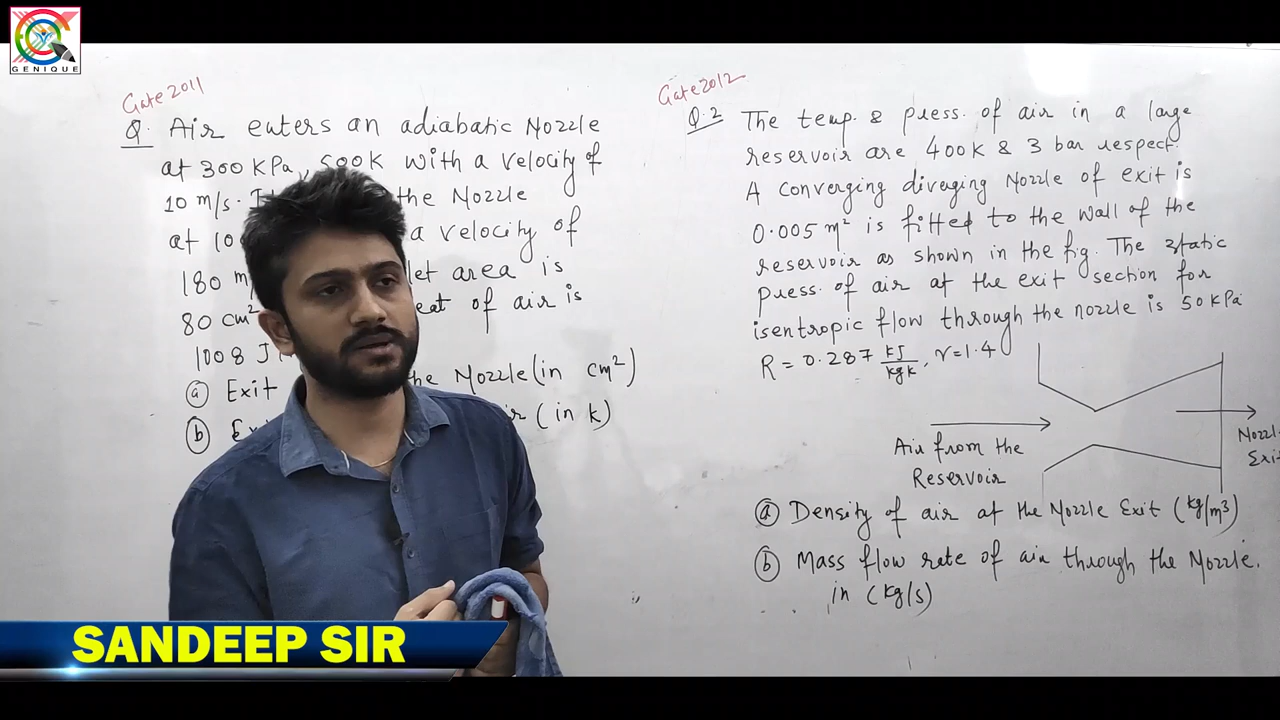 GENIQUE
Gate 2011
Q. Air enters an adiabatic Nozzle
at 300 KPa, 500K with a velocity of
10 m/s. the Nozzle
at a velocity of
180 area is
80 cm² of air is
1008
(a) Exit Nozzle (in cm²)
(b) (in k)
Gate 2012
Q.2 The temp. & press. of air in a large
reservoir are 400K & 3 bar respect.
A converging diverging Nozzle of exit is
0.005 m² is fitted to the wall of the
reservoir as shown in the fig. The static
press. of air at the exit section for
isentropic flow through the nozzle is 50 KPa
R = 0.287 KJ/kgk, r=1.4
Air from the
Reservoir
Nozzle
Exit
(a) Density of air at the Nozzle Exit (kg/m³)
(b) Mass flow rate of air through the Nozzle.
in (kg/s)
SANDEEP SIR